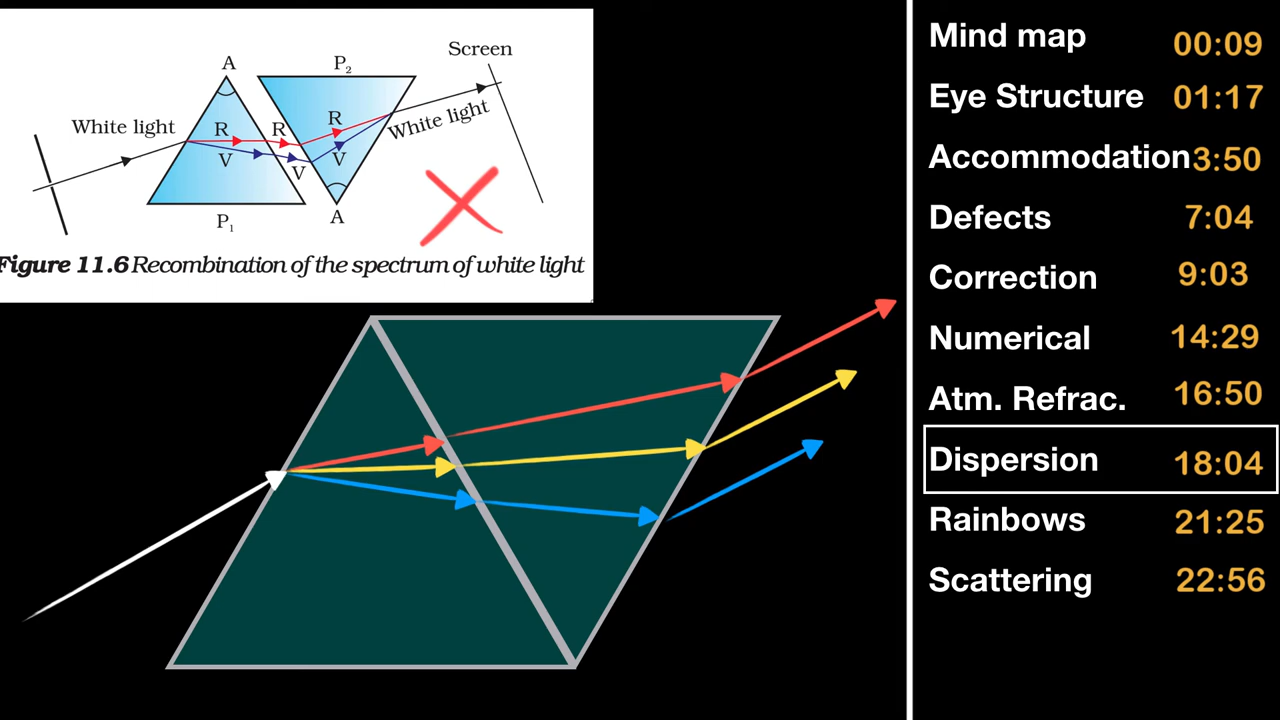 Screen
A
P₂
White light
R
R
R
White light
V
V
V
P₁
A
Figure 11.6 Recombination of the spectrum of white light
Mind map 00:09
Eye Structure 01:17
Accommodation 3:50
Defects 7:04
Correction 9:03
Numerical 14:29
Atm. Refrac. 16:50
Dispersion 18:04
Rainbows 21:25
Scattering 22:56